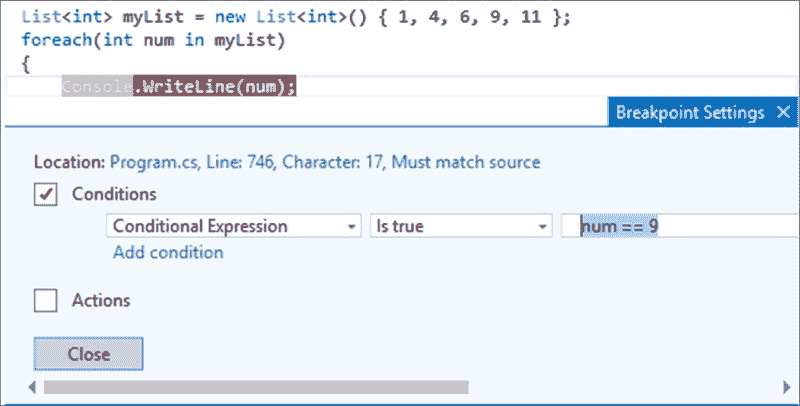 List<int> myList = new List<int>() { 1, 4, 6, 9, 11 };
foreach(int num in myList)
{
Console.WriteLine(num);
Breakpoint Settings ×
Location: Program.cs, Line: 746, Character: 17, Must match source
Conditions
Conditional Expression Is true num == 9
Add condition
Actions
Close